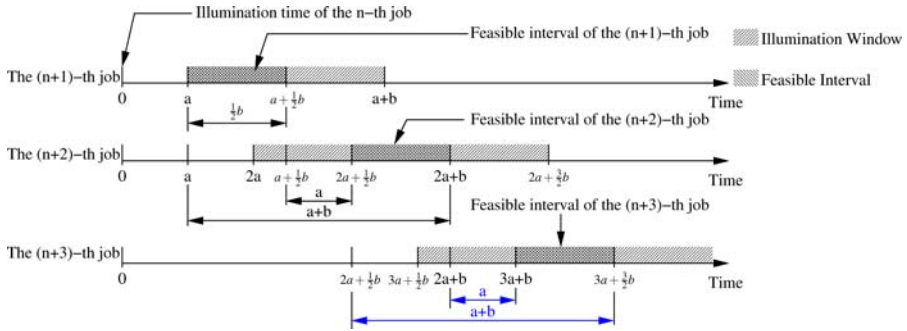 Illumination time of the n-th job
Feasible interval of the (n+1)-th job
Illumination Window
Feasible Interval
The (n+1)-th job
0
a
a+½b
a+b
Time
½b
Feasible interval of the (n+2)-th job
The (n+2)-th job
0
a
2a
a+½b
2a+½b
2a+b
2a+3/2b
Time
a
a+b
Feasible interval of the (n+3)-th job
The (n+3)-th job
0
2a+½b
3a+½b
2a+b
3a+b
3a+3/2b
Time
a
a+b